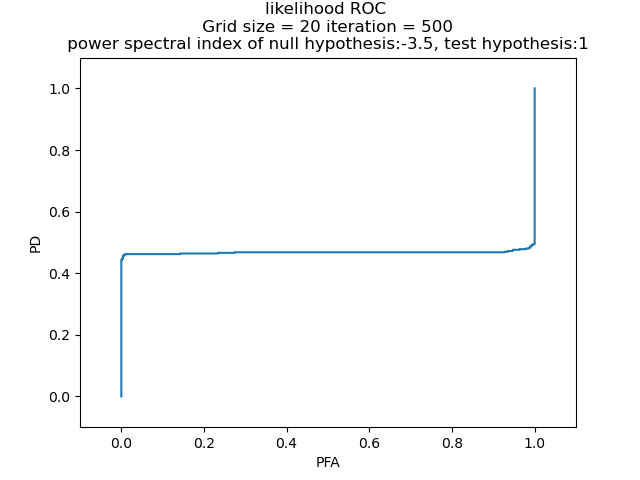 likelihood ROC
Grid size = 20 iteration = 500
power spectral index of null hypothesis:-3.5, test hypothesis:1
1.0
0.8
0.6
0.4
0.2
0.0
PD
0.0 0.2 0.4 0.6 0.8 1.0
PFA